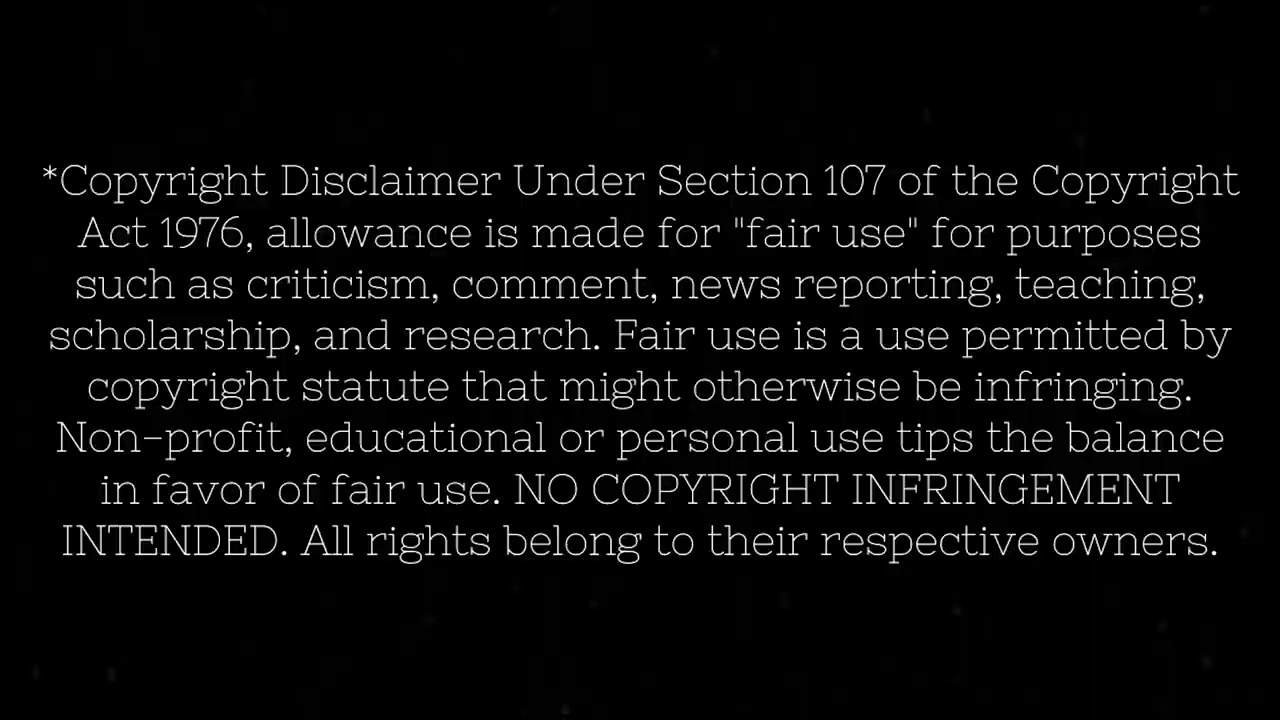 *Copyright Disclaimer Under Section 107 of the Copyright
Act 1976, allowance is made for "fair use" for purposes
such as criticism, comment, news reporting, teaching,
scholarship, and research. Fair use is a use permitted by
copyright statute that might otherwise be infringing.
Non-profit, educational or personal use tips the balance
in favor of fair use. NO COPYRIGHT INFRINGEMENT
INTENDED. All rights belong to their respective owners.